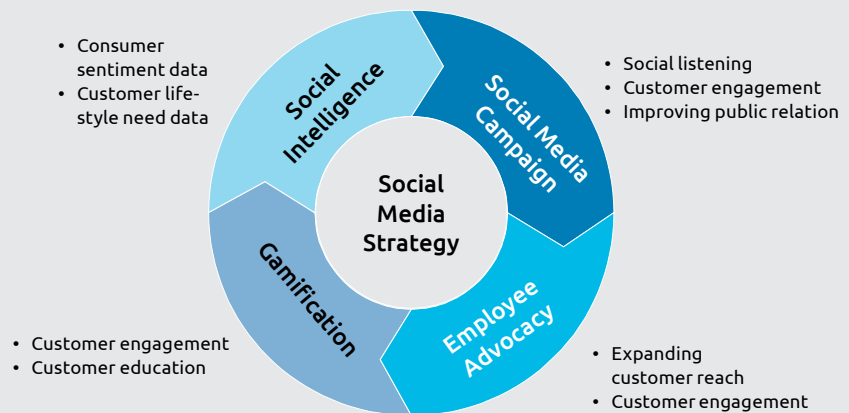 • Consumer
sentiment data
• Customer life-
style need data
Social
Intelligence
Social Media
Campaign
• Social listening
• Customer engagement
• Improving public relation
Social
Media
Strategy
Gamification
Employee
Advocacy
• Customer engagement
• Customer education
• Expanding
customer reach
• Customer engagement